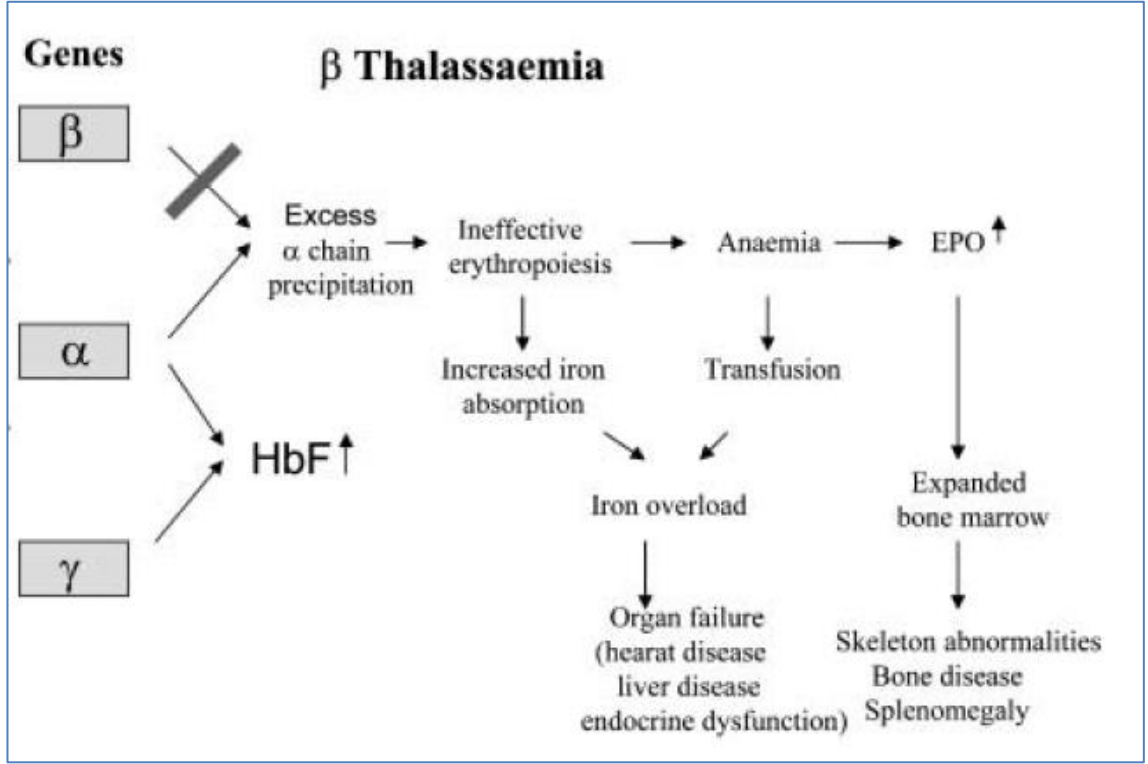 Genes
β Thalassaemia
β
α
γ
Excess
α chain
precipitation
Ineffective
erythropoiesis
Anaemia
EPO
Increased iron
absorption
Transfusion
HbF
Iron overload
Expanded
bone marrow
Organ failure
(hearat disease
liver disease
endocrine dysfunction)
Skeleton abnormalities
Bone disease
Splenomegaly